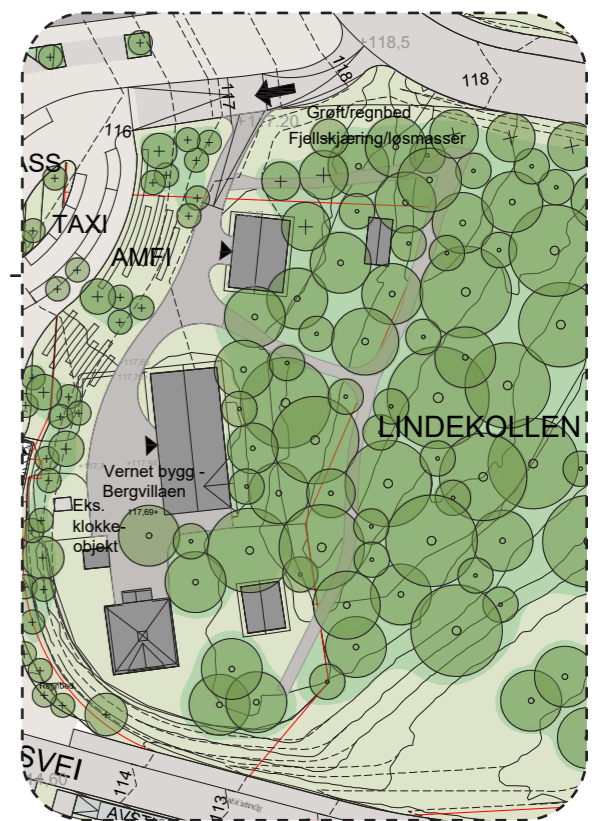 +118,5
118
118
117
+117.20
Grøft/regnbed
Fjellskjæring/løsmasser
116
ASS
TAXI
AMFI
LINDEKOLLEN
Vernet bygg -
Bergvillaen
Eks.
klokke-
objekt
117,69+
Regnbed
SVEI
114
113